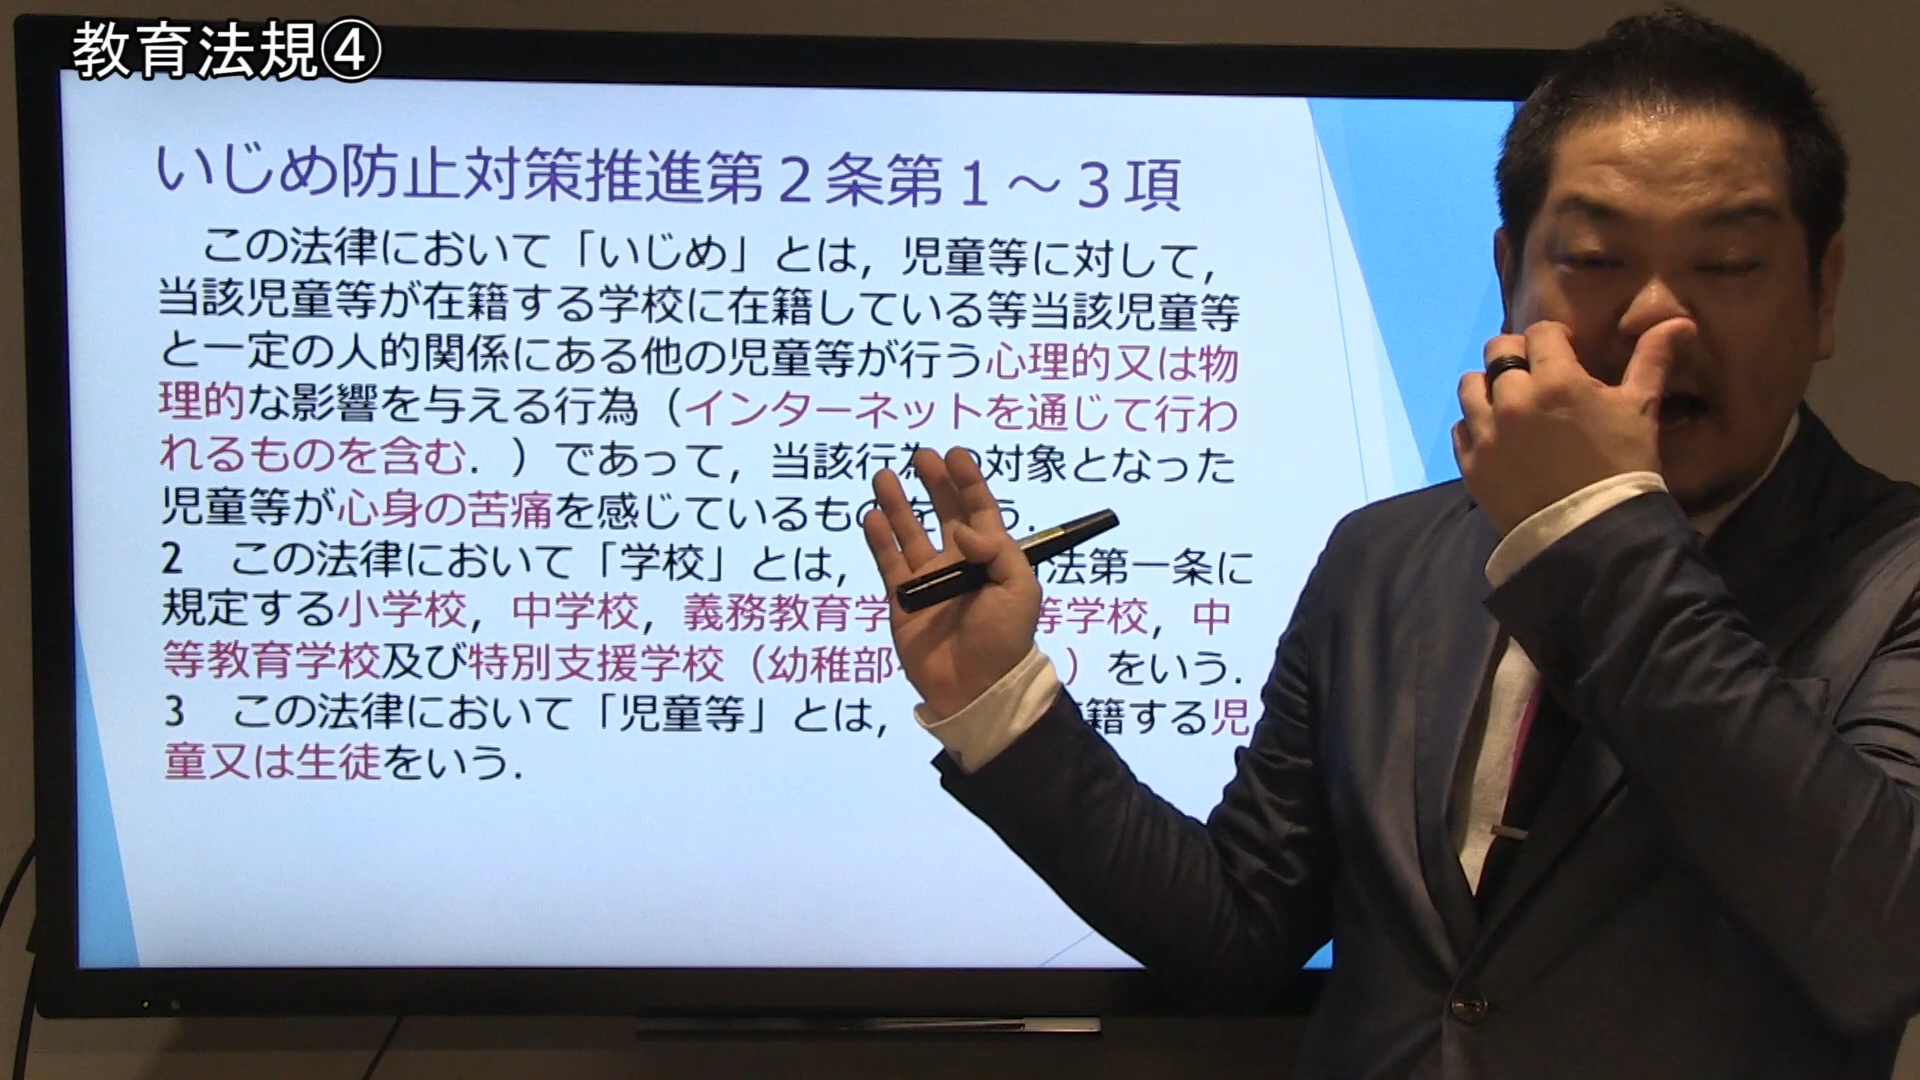 教育法規④
いじめ防止対策推進第２条第１～３項
この法律において「いじめ」とは，児童等に対して，
当該児童等が在籍する学校に在籍している等当該児童等
と一定の人的関係にある他の児童等が行う心理的又は物
理的な影響を与える行為（インターネットを通じて行わ
れるものを含む．）であって，当該行為の対象となった
児童等が心身の苦痛を感じているものをいう．
2　この法律において「学校」とは，法第一条に
規定する小学校，中学校，義務教育学等学校，中
等教育学校及び特別支援学校（幼稚部）をいう．
3　この法律において「児童等」とは，籍する児
童又は生徒をいう．